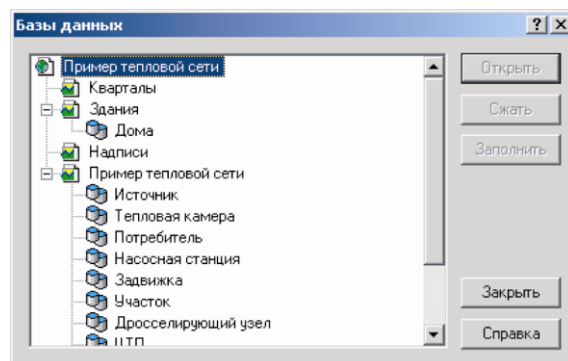 Базы данных
Пример тепловой сети
Кварталы
Здания
Дома
Надписи
Пример тепловой сети
Источник
Тепловая камера
Потребитель
Насосная станция
Задвижка
Участок
Дросселирующий узел
ЦТП
Открыть
Сжать
Заполнить
Закрыть
Справка